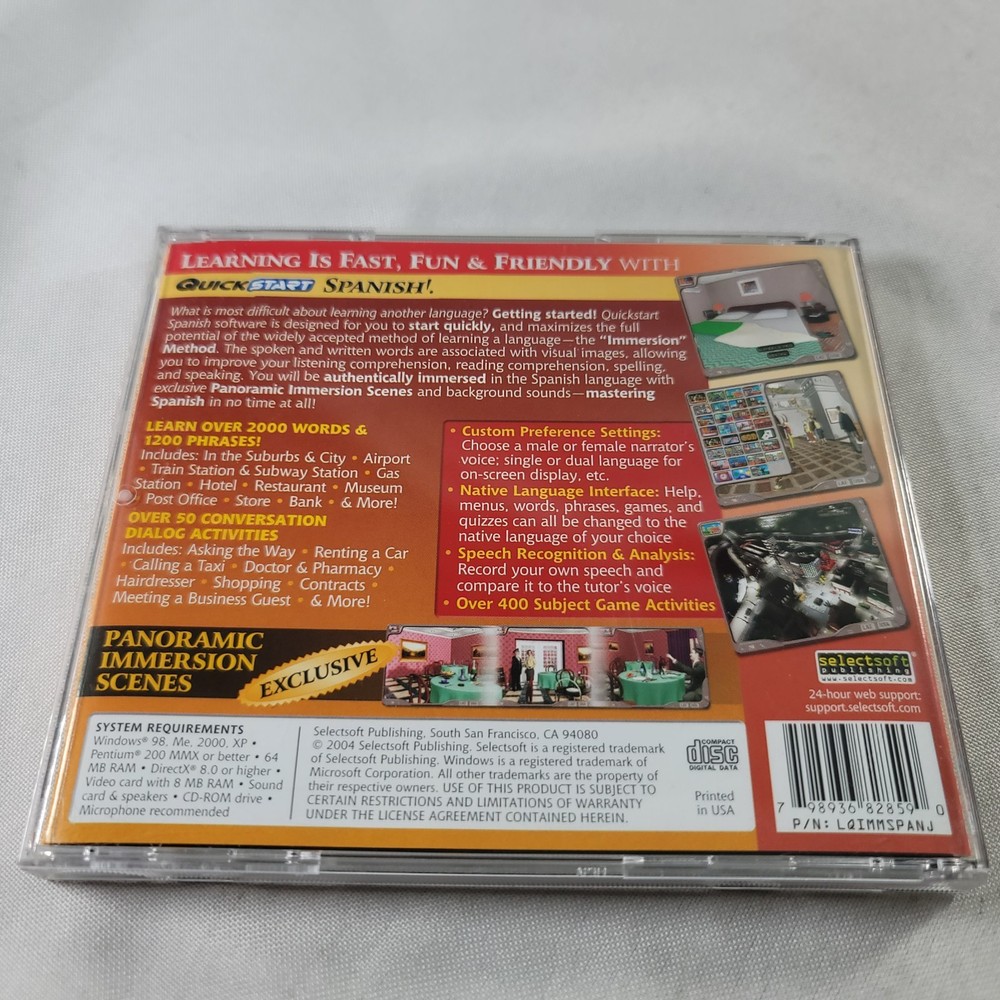 LEARNING IS FAST, FUN & FRIENDLY WITH
QUICKSTART SPANISH!
What is most difficult about learning another language? Getting started! Quickstart
Spanish software is designed for you to start quickly, and maximizes the full
potential of the widely accepted method of learning a language—the "Immersion"
Method. The spoken and written words are associated with visual images, allowing
you to improve your listening comprehension, reading comprehension, spelling,
and speaking. You will be authentically immersed in the Spanish language with
exclusive Panoramic Immersion Scenes and background sounds—mastering
Spanish in no time at all!
LEARN OVER 2000 WORDS &
1200 PHRASES!
Includes: In the Suburbs & City • Airport
• Train Station & Subway Station • Gas
Station • Hotel • Restaurant • Museum
• Post Office • Store • Bank • & More!
OVER 50 CONVERSATION
DIALOG ACTIVITIES
Includes: Asking the Way • Renting a Car
• Calling a Taxi • Doctor & Pharmacy •
Hairdresser • Shopping • Contracts •
Meeting a Business Guest • & More!
• Custom Preference Settings:
Choose a male or female narrator's
voice; single or dual language for
on-screen display, etc.
• Native Language Interface: Help,
menus, words, phrases, games, and
quizzes can all be changed to the
native language of your choice
• Speech Recognition & Analysis:
Record your own speech and
compare it to the tutor's voice
• Over 400 Subject Game Activities
PANORAMIC
IMMERSION
SCENES
EXCLUSIVE
selectsoft®
publishing
www.selectsoft.com
24-hour web support:
support.selectsoft.com
SYSTEM REQUIREMENTS
Windows® 98, Me, 2000, XP •
Pentium® 200 MMX or better • 64
MB RAM • DirectX® 8.0 or higher •
Video card with 8 MB RAM • Sound
card & speakers • CD-ROM drive •
Microphone recommended
Selectsoft Publishing, South San Francisco, CA 94080
© 2004 Selectsoft Publishing. Selectsoft is a registered trademark
of Selectsoft Publishing. Windows is a registered trademark of
Microsoft Corporation. All other trademarks are the property of
their respective owners. USE OF THIS PRODUCT IS SUBJECT TO
CERTAIN RESTRICTIONS AND LIMITATIONS OF WARRANTY
UNDER THE LICENSE AGREEMENT CONTAINED HEREIN.
COMPACT
disc
DIGITAL DATA
Printed
in USA
7 98936 82859 0
P/N: LQIMMSPANJ